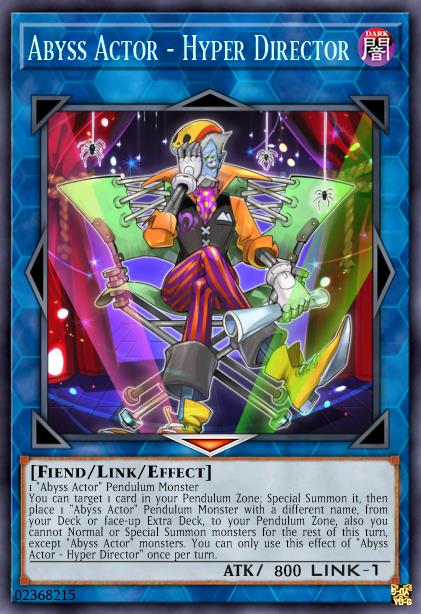 Abyss Actor - Hyper Director
DARK
闇
[Fiend/Link/Effect]
1 "Abyss Actor" Pendulum Monster
You can target 1 card in your Pendulum Zone; Special Summon it, then
place 1 "Abyss Actor" Pendulum Monster with a different name, from
your Deck or face-up Extra Deck, to your Pendulum Zone, also you
cannot Normal or Special Summon monsters for the rest of this turn,
except "Abyss Actor" monsters. You can only use this effect of "Abyss
Actor - Hyper Director" once per turn.
ATK/ 800 LINK-1
02368215